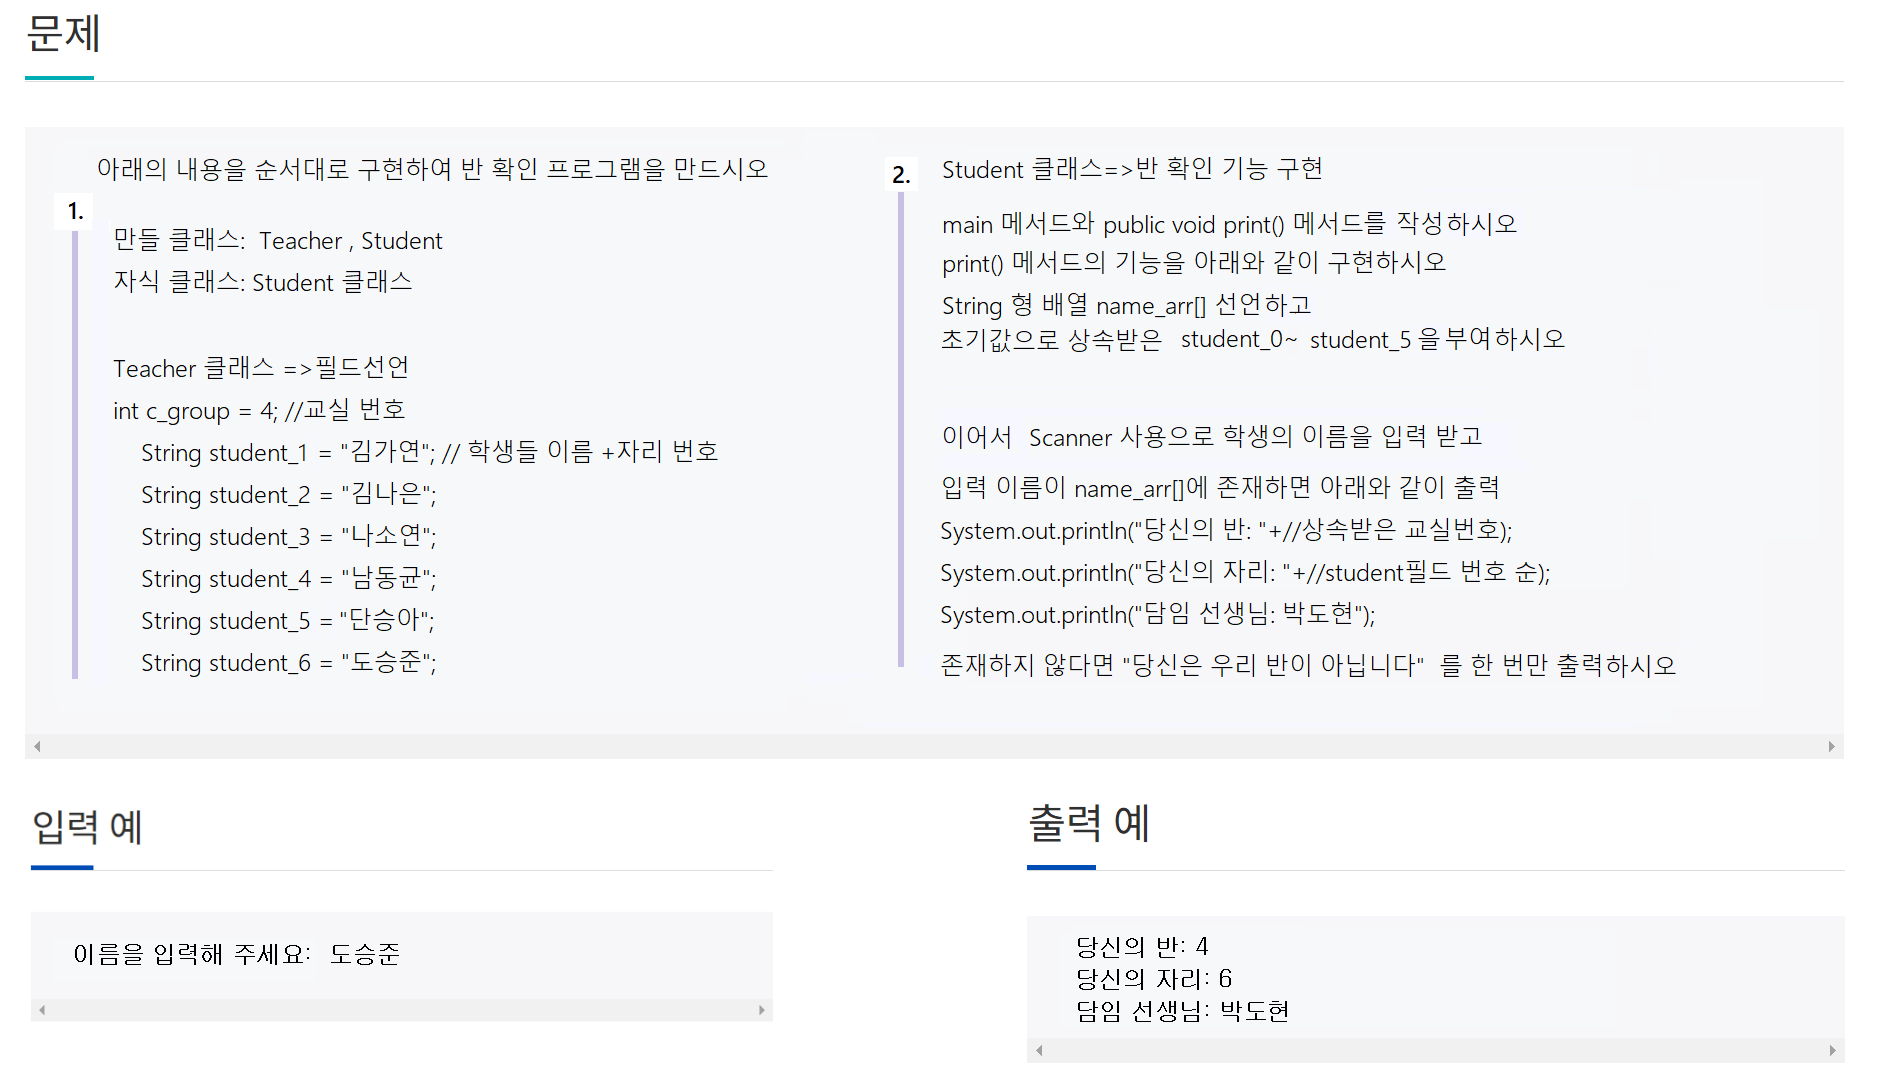 문제
아래의 내용을 순서대로 구현하여 반 확인 프로그램을 만드시오
1.
만들 클래스: Teacher , Student
자식 클래스: Student 클래스
Teacher 클래스 =>필드선언
int c_group = 4; //교실 번호
String student_1 = "김가연"; // 학생들 이름 +자리 번호
String student_2 = "김나은";
String student_3 = "나소연";
String student_4 = "남동균";
String student_5 = "단승아";
String student_6 = "도승준";
2.
Student 클래스=>반 확인 기능 구현
main 메서드와 public void print() 메서드를 작성하시오
print() 메서드의 기능을 아래와 같이 구현하시오
String 형 배열 name_arr[] 선언하고
초기값으로 상속받은 student_0~ student_5 을 부여하시오
이어서 Scanner 사용으로 학생의 이름을 입력 받고
입력 이름이 name_arr[]에 존재하면 아래와 같이 출력
System.out.println("당신의 반: "+//상속받은 교실번호);
System.out.println("당신의 자리: "+//student필드 번호 순);
System.out.println("담임 선생님: 박도현");
존재하지 않다면 "당신은 우리 반이 아닙니다" 를 한 번만 출력하시오
입력 예
이름을 입력해 주세요: 도승준
출력 예
당신의 반: 4
당신의 자리: 6
담임 선생님: 박도현